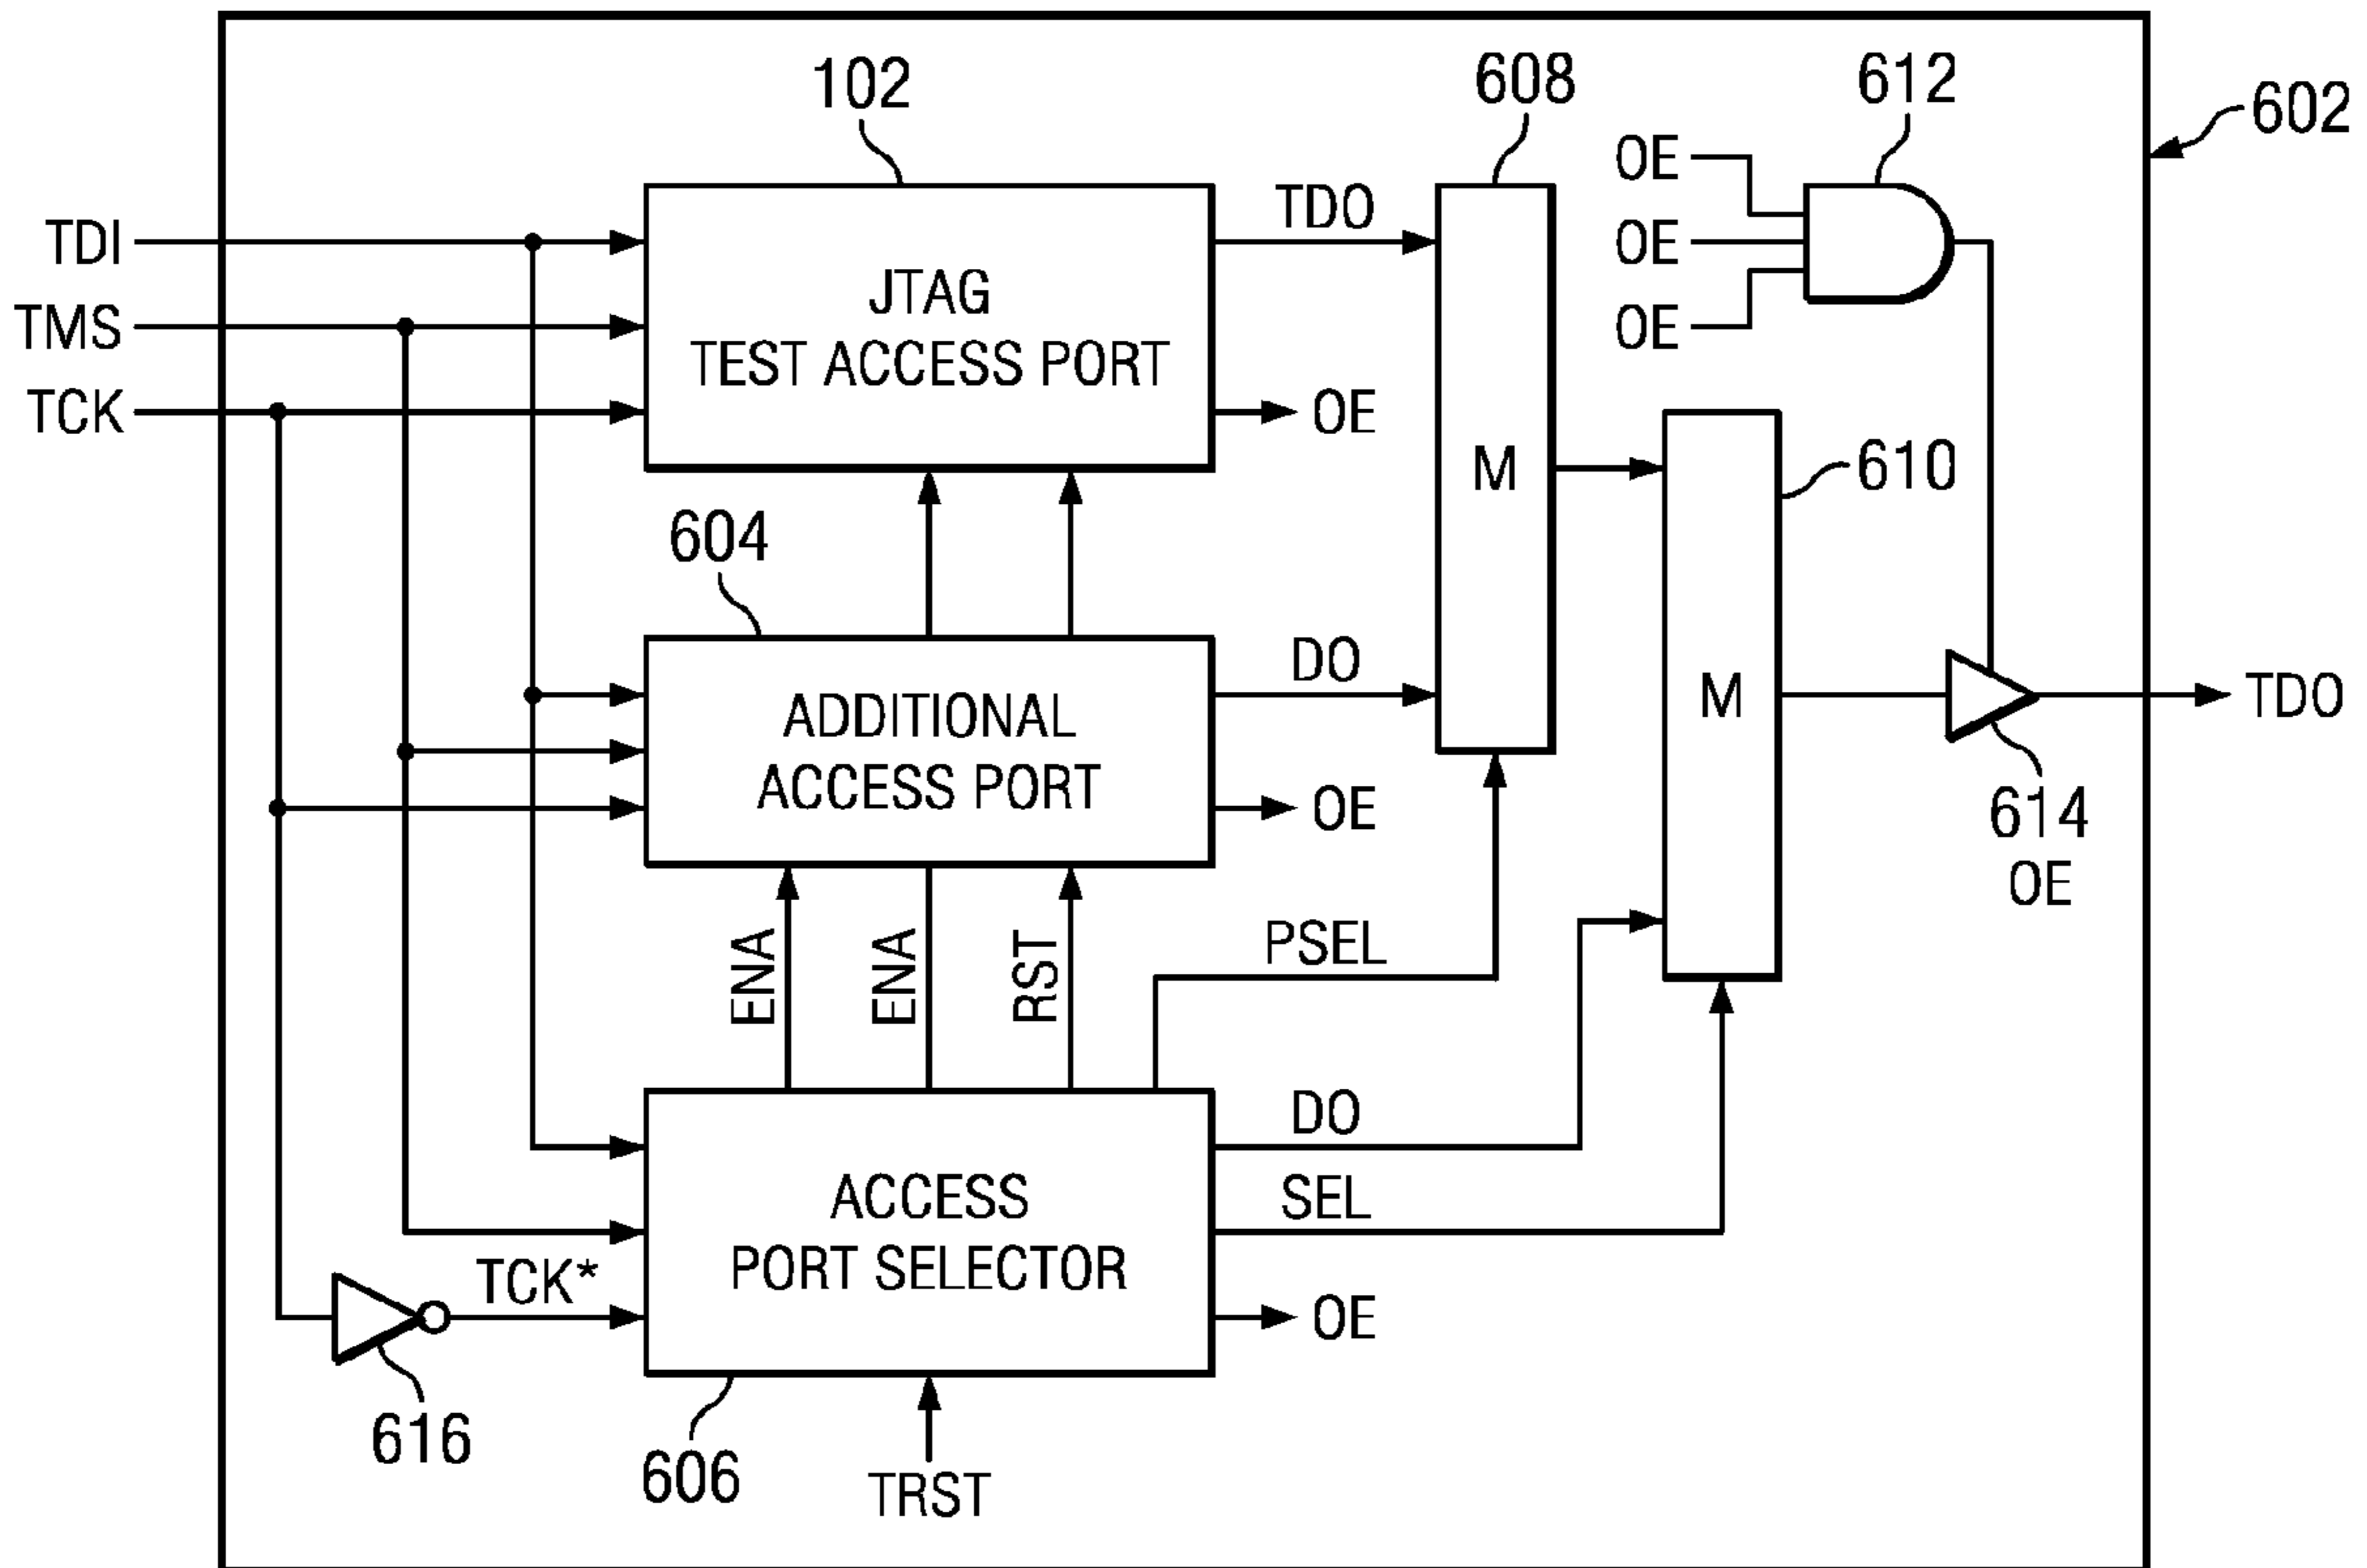 102
608
612
602
OE
TDI
TDO
OE
TMS
JTAG
TEST ACCESS PORT
OE
TCK
OE
M
610
604
DO
ADDITIONAL
ACCESS PORT
M
TDO
OE
614
OE
ENA
ENA
RST
PSEL
DO
ACCESS
PORT SELECTOR
SEL
TCK*
OE
616
606
TRST